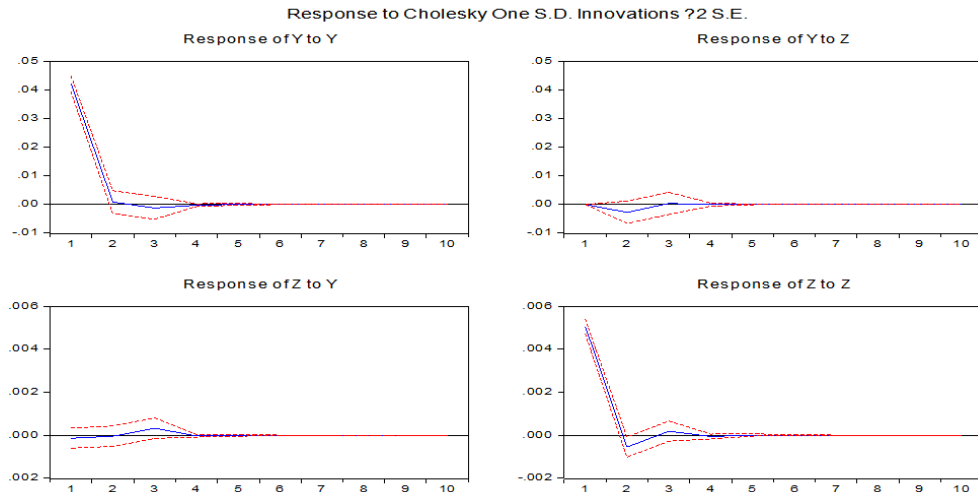 Response to Cholesky One S.D. Innovations ?2 S.E.
Response of Y to Y
.05
.04
.03
.02
.01
.00
-.01
1 2 3 4 5 6 7 8 9 10
Response of Y to Z
.05
.04
.03
.02
.01
.00
-.01
1 2 3 4 5 6 7 8 9 10
Response of Z to Y
.006
.004
.002
.000
-.002
1 2 3 4 5 6 7 8 9 10
Response of Z to Z
.006
.004
.002
.000
-.002
1 2 3 4 5 6 7 8 9 10